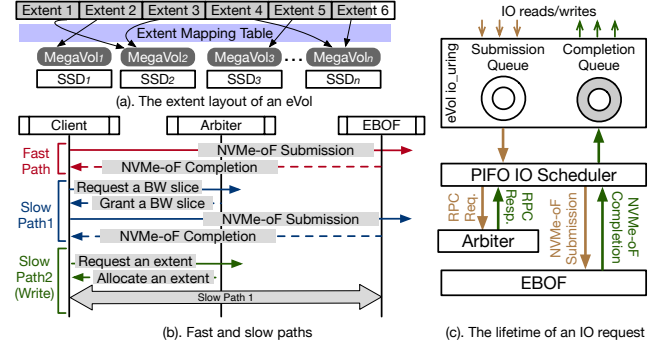 Extent 1 Extent 2 Extent 3 Extent 4 Extent 5 Extent 6
Extent Mapping Table
MegaVol1 MegaVol2 MegaVol3 ... MegaVoln
SSD1 SSD2 SSD3 SSDn
(a). The extent layout of an eVol
Client Arbiter EBOF
Fast
Path
NVMe-oF Submission
NVMe-oF Completion
Slow
Path1
Request a BW slice
Grant a BW slice
NVMe-oF Submission
NVMe-oF Completion
Slow
Path2
(Write)
Request an extent
Allocate an extent
Slow Path 1
(b). Fast and slow paths
IO reads/writes
eVol io_uring
Submission
Queue
Completion
Queue
PIFO IO Scheduler
RPC
Req.
RPC
Resp.
NVMe-oF
Submission
NVMe-oF
Completion
Arbiter
EBOF
(c). The lifetime of an IO request